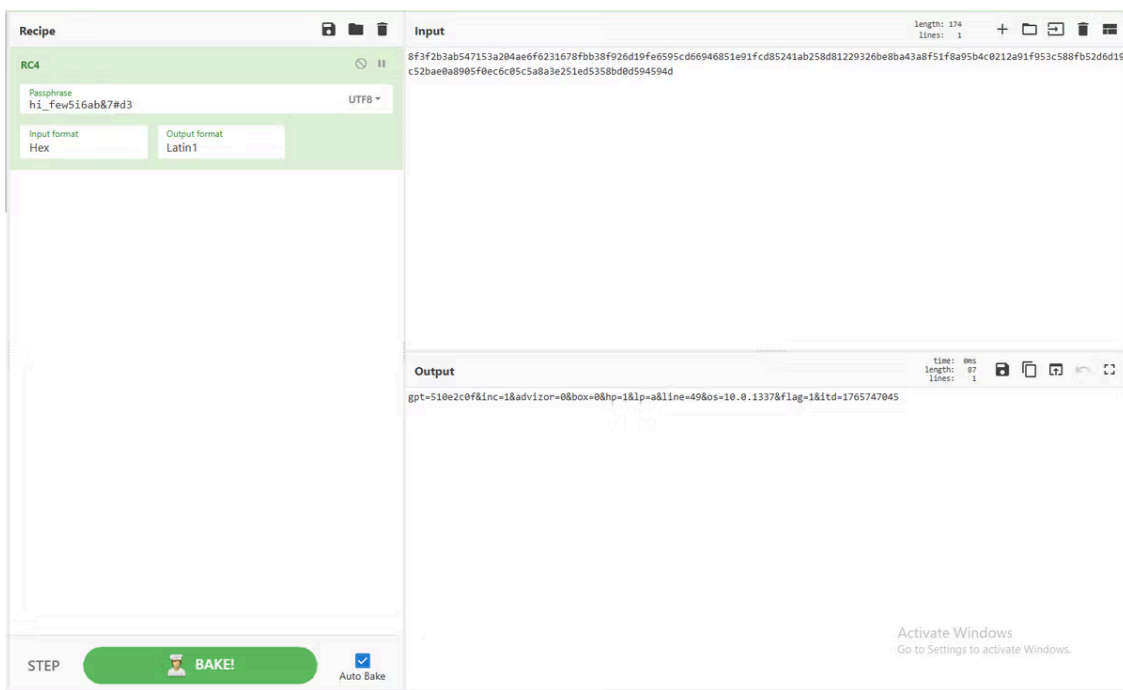 Recipe
RC4
Passphrase
hi_few5i6ab&7#d3
UTF8
Input format
Hex
Output format
Latin1
STEP
BAKE!
Auto Bake
Input
length: 174
lines: 1
8f3f2b3ab547153a204ae6f6231678fbb38f926d19fe6595cd66946851e91fcd85241ab258d81229326be8ba43a8f51f8a95b4c0212a91f953c588fb52d6d19
c52bae0a8905f0ec6c05c5a8a3e251ed5358bd0d594594d
Output
time: 0ms
length: 87
lines: 1
gpt=510e2c0f&inc=1&advizor=0&box=0&hp=1&lp=a&line=49&os=10.0.1337&flag=1&itd=1765747045
Activate Windows
Go to Settings to activate Windows.